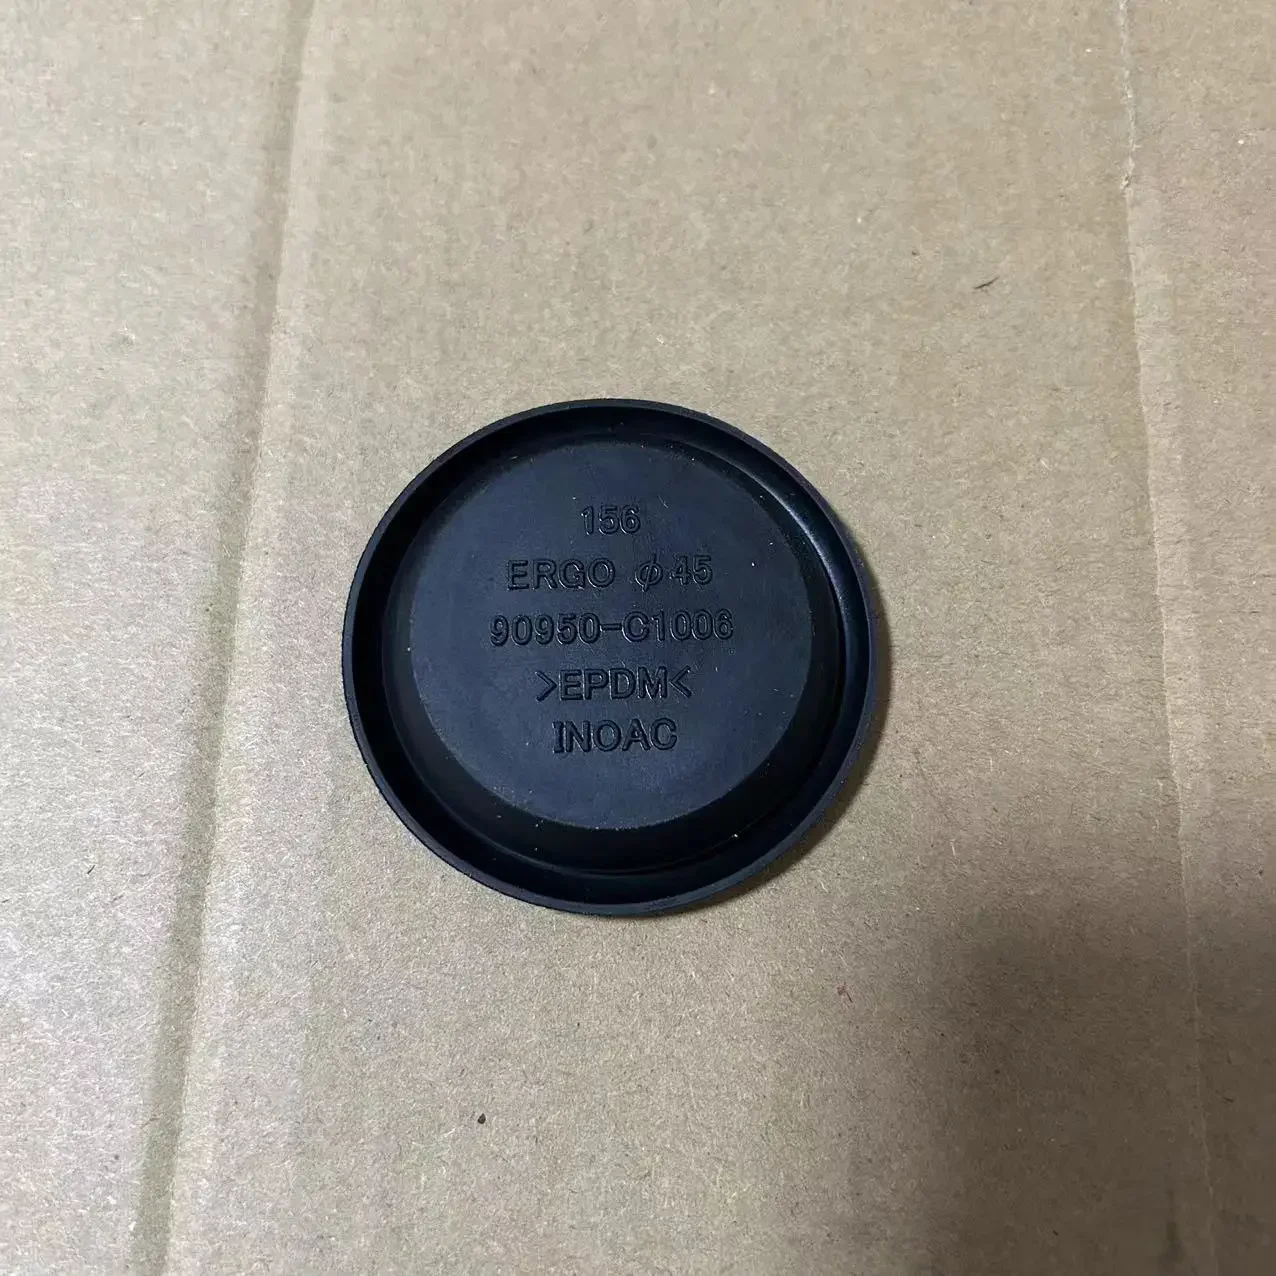 156
ERGO φ45
90950-C1006
>EPDM<
INOAC